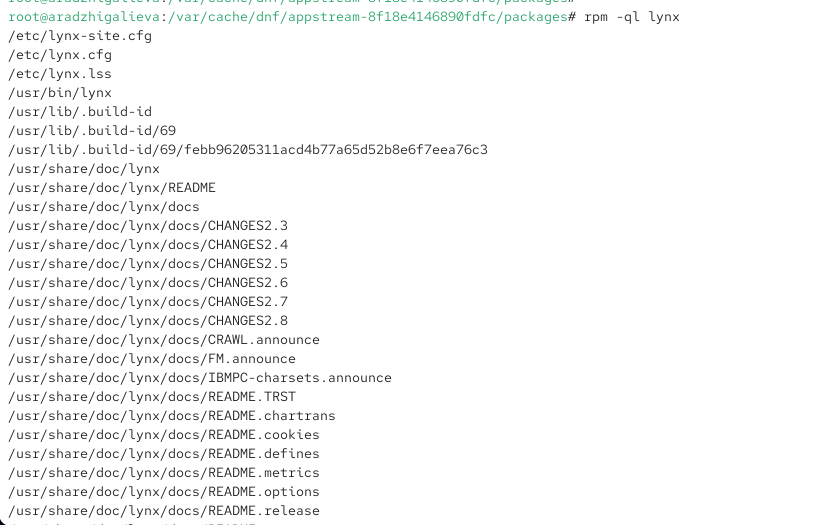 root@aradzhigalieva:/var/cache/dnf/appstream-8f18e4146890fdfc/packages#
root@aradzhigalieva:/var/cache/dnf/appstream-8f18e4146890fdfc/packages# rpm -ql lynx
/etc/lynx-site.cfg
/etc/lynx.cfg
/etc/lynx.lss
/usr/bin/lynx
/usr/lib/.build-id
/usr/lib/.build-id/69
/usr/lib/.build-id/69/febb96205311acd4b77a65d52b8e6f7eea76c3
/usr/share/doc/lynx
/usr/share/doc/lynx/README
/usr/share/doc/lynx/docs
/usr/share/doc/lynx/docs/CHANGES2.3
/usr/share/doc/lynx/docs/CHANGES2.4
/usr/share/doc/lynx/docs/CHANGES2.5
/usr/share/doc/lynx/docs/CHANGES2.6
/usr/share/doc/lynx/docs/CHANGES2.7
/usr/share/doc/lynx/docs/CHANGES2.8
/usr/share/doc/lynx/docs/CRAWL.announce
/usr/share/doc/lynx/docs/FM.announce
/usr/share/doc/lynx/docs/IBMPC-charsets.announce
/usr/share/doc/lynx/docs/README.TRST
/usr/share/doc/lynx/docs/README.chartrans
/usr/share/doc/lynx/docs/README.cookies
/usr/share/doc/lynx/docs/README.defines
/usr/share/doc/lynx/docs/README.metrics
/usr/share/doc/lynx/docs/README.options
/usr/share/doc/lynx/docs/README.release